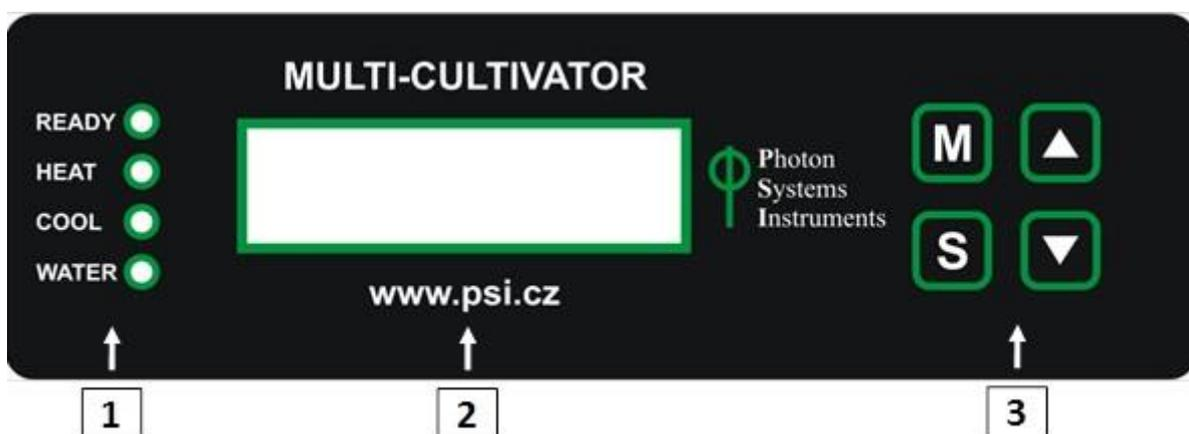 MULTI-CULTIVATOR
READY
HEAT
COOL
WATER
Photon
Systems
Instruments
M
S
www.psi.cz
1
2
3